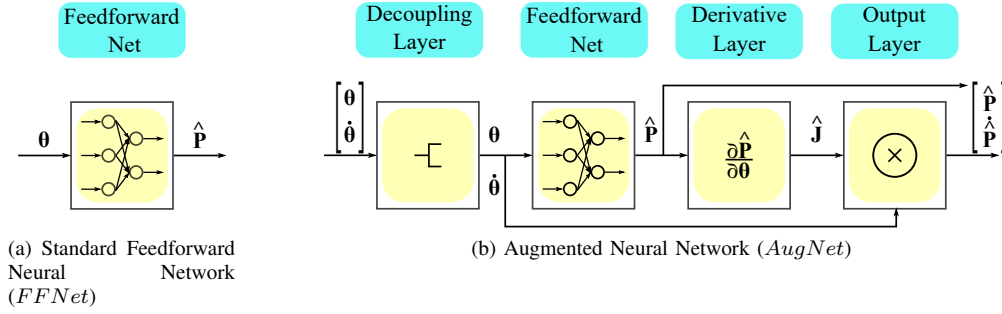 Feedforward
Net
θ
P̂
(a) Standard Feedforward
Neural Network
(FFNet)
Decoupling
Layer
Feedforward
Net
Derivative
Layer
Output
Layer
[θ
θ̇]
θ
θ̇
P̂
∂P̂
∂θ
Ĵ
×
[P̂
P̂̇]
(b) Augmented Neural Network (AugNet)